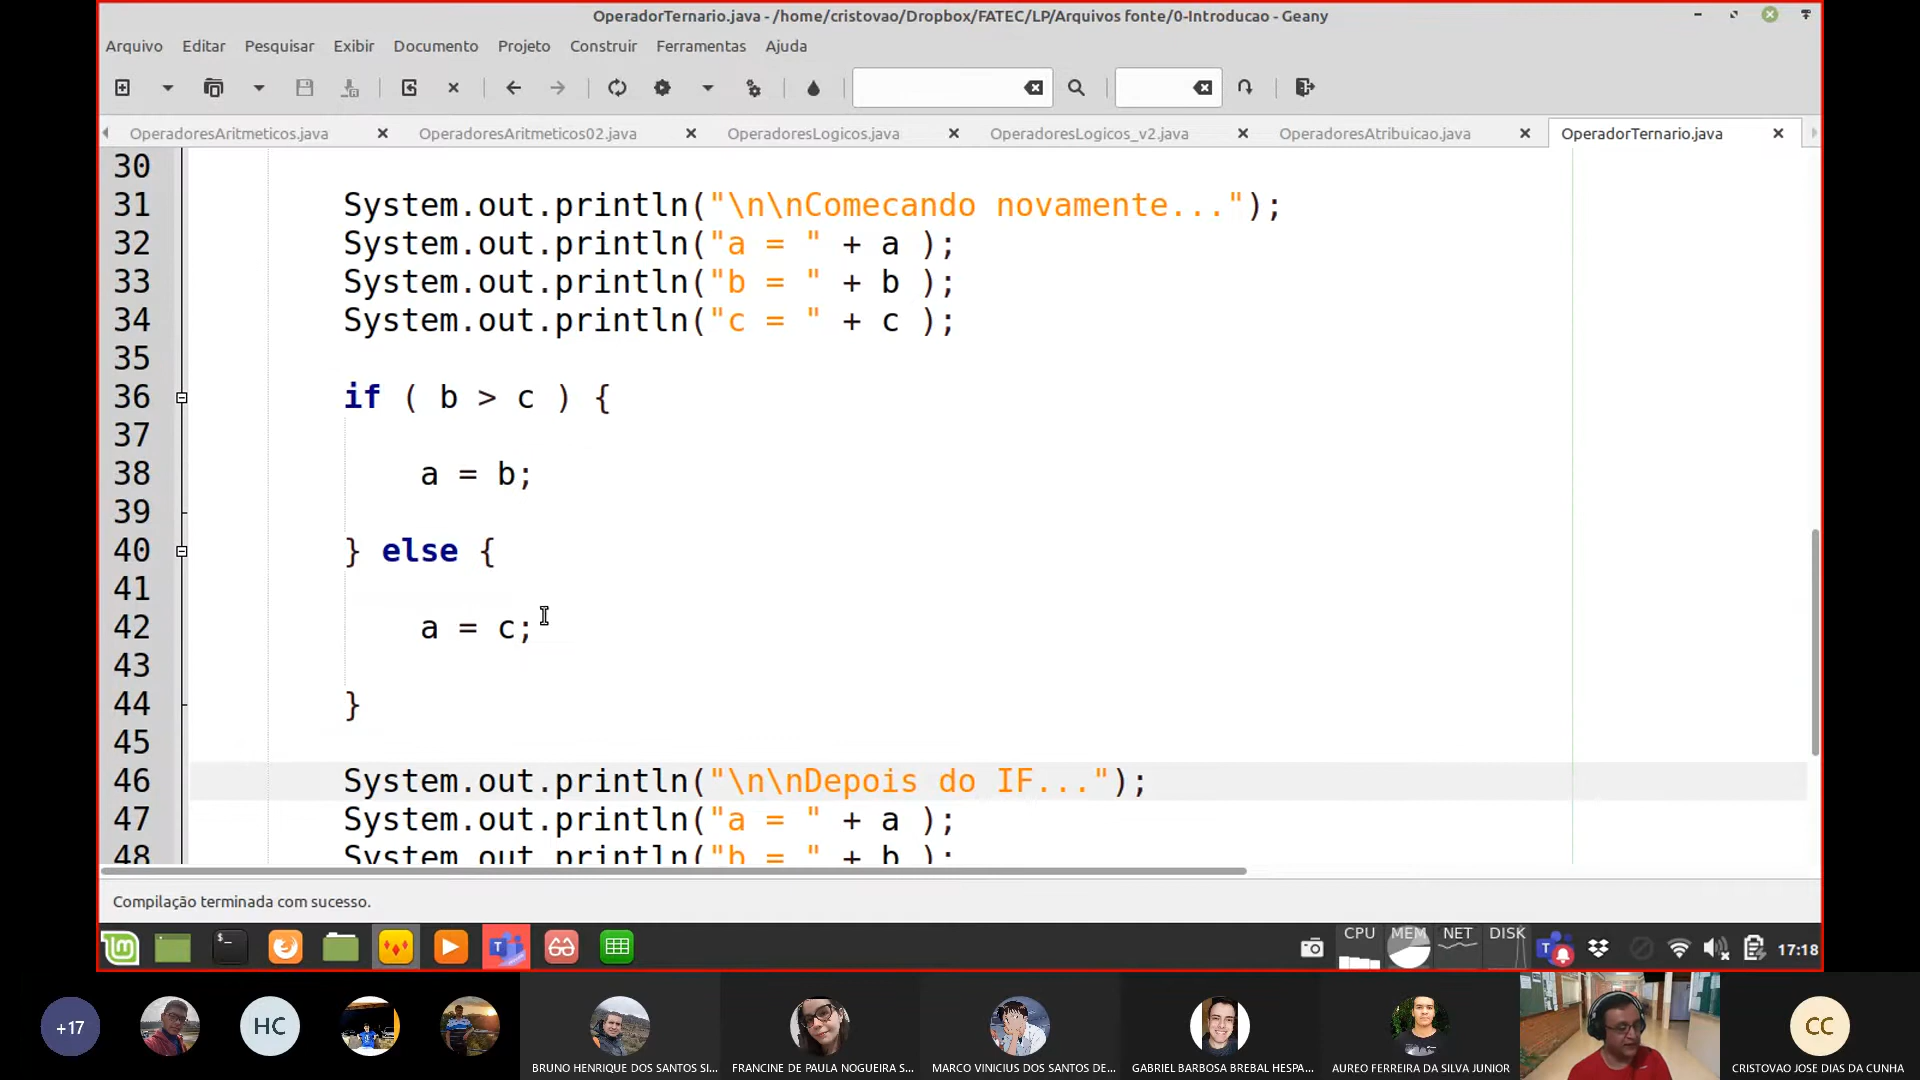 OperadorTernario.java - /home/cristovao/Dropbox/FATEC/LP/Arquivos fonte/0-Introducao - Geany
Arquivo Editar Pesquisar Exibir Documento Projeto Construir Ferramentas Ajuda
OperadoresAritmeticos.java OperadoresAritmeticos02.java OperadoresLogicos.java OperadoresLogicos_v2.java OperadoresAtribuicao.java OperadorTernario.java
30
31 System.out.println("\n\nComecando novamente...");
32 System.out.println("a = " + a );
33 System.out.println("b = " + b );
34 System.out.println("c = " + c );
35
36 if ( b > c ) {
37
38 a = b;
39
40 } else {
41
42 a = c;
43
44 }
45
46 System.out.println("\n\nDepois do IF...");
47 System.out.println("a = " + a );
48 System.out.println("b = " + b );
Compilação terminada com sucesso.
CPU MEM NET DISK
17:18
+17
HC
CC
BRUNO HENRIQUE DOS SANTOS SI...
FRANCINE DE PAULA NOGUEIRA S...
MARCO VINICIUS DOS SANTOS DE...
GABRIEL BARBOSA BREBAL HESPA...
AUREO FERREIRA DA SILVA JUNIOR
CRISTOVAO JOSE DIAS DA CUNHA